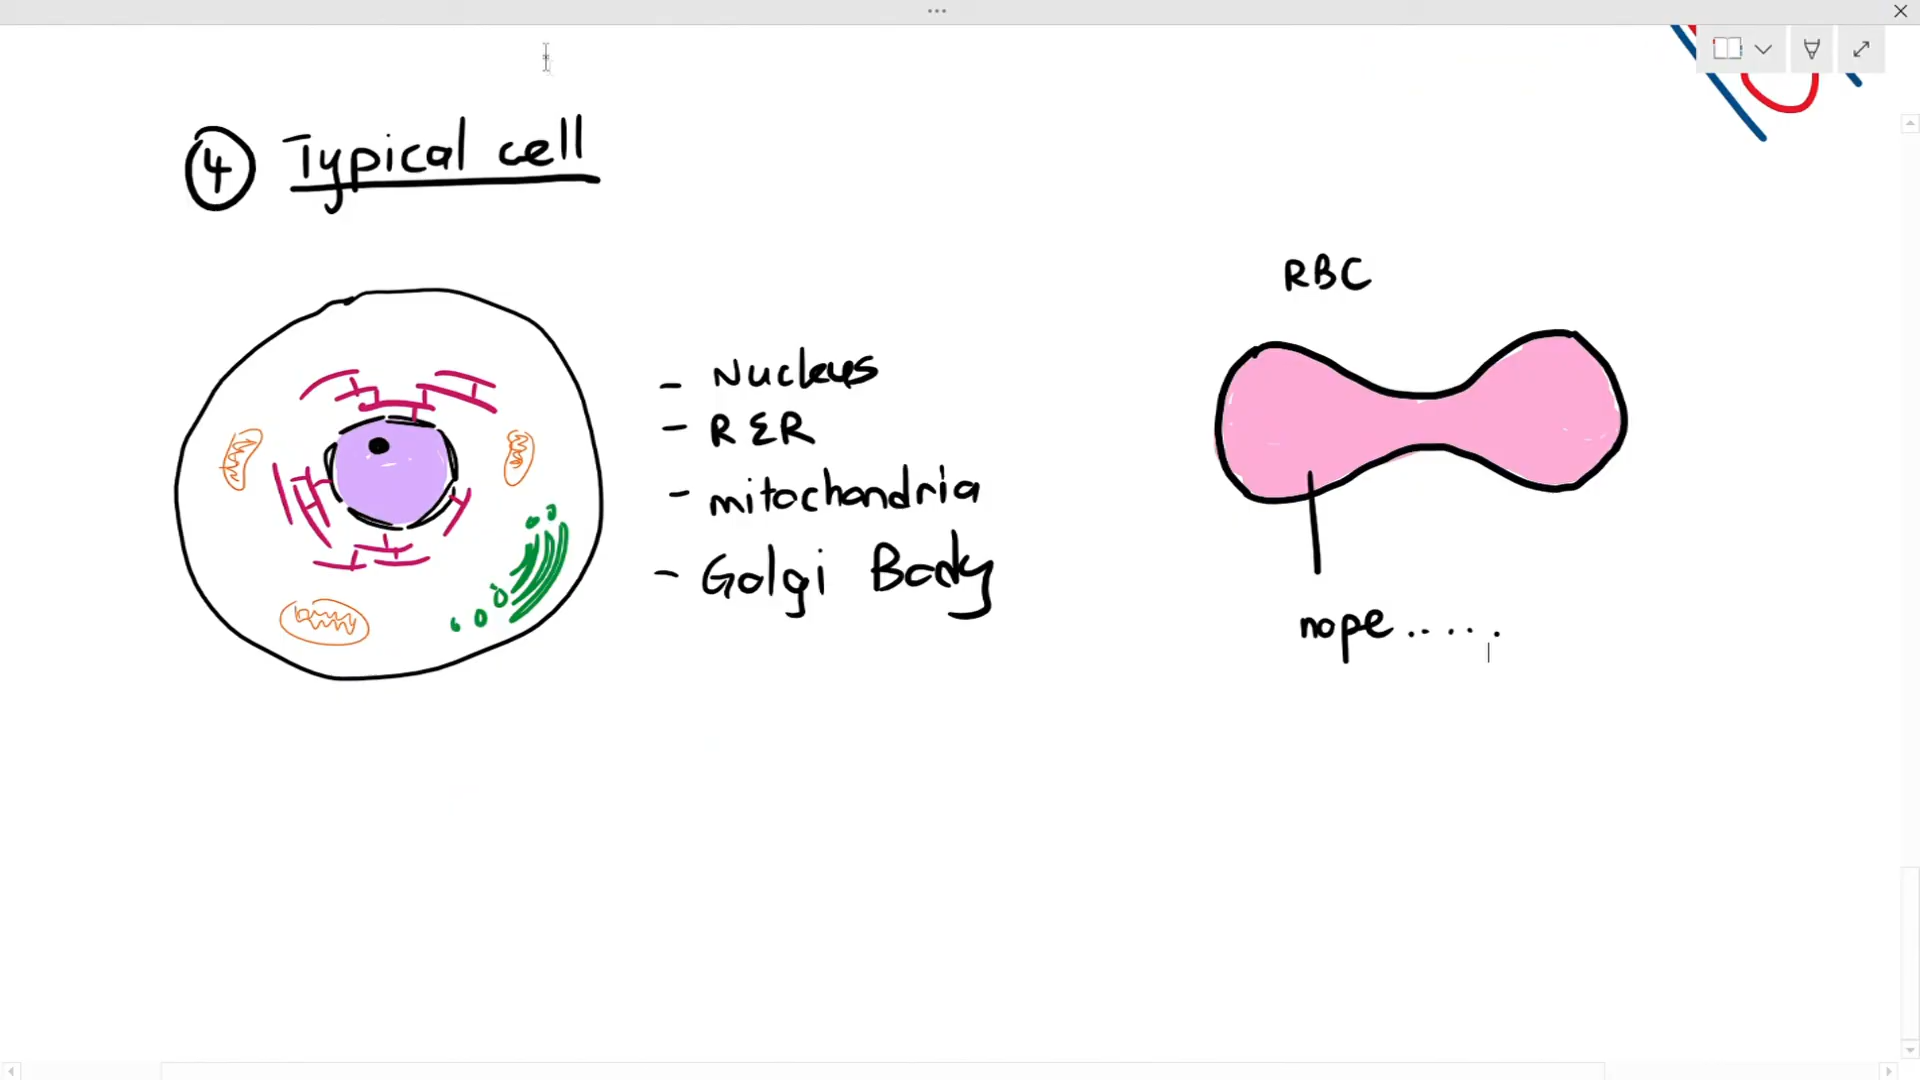 ④ Typical cell
RBC
- Nucleus
- RER
- mitochondria
- Golgi Body
nope.....